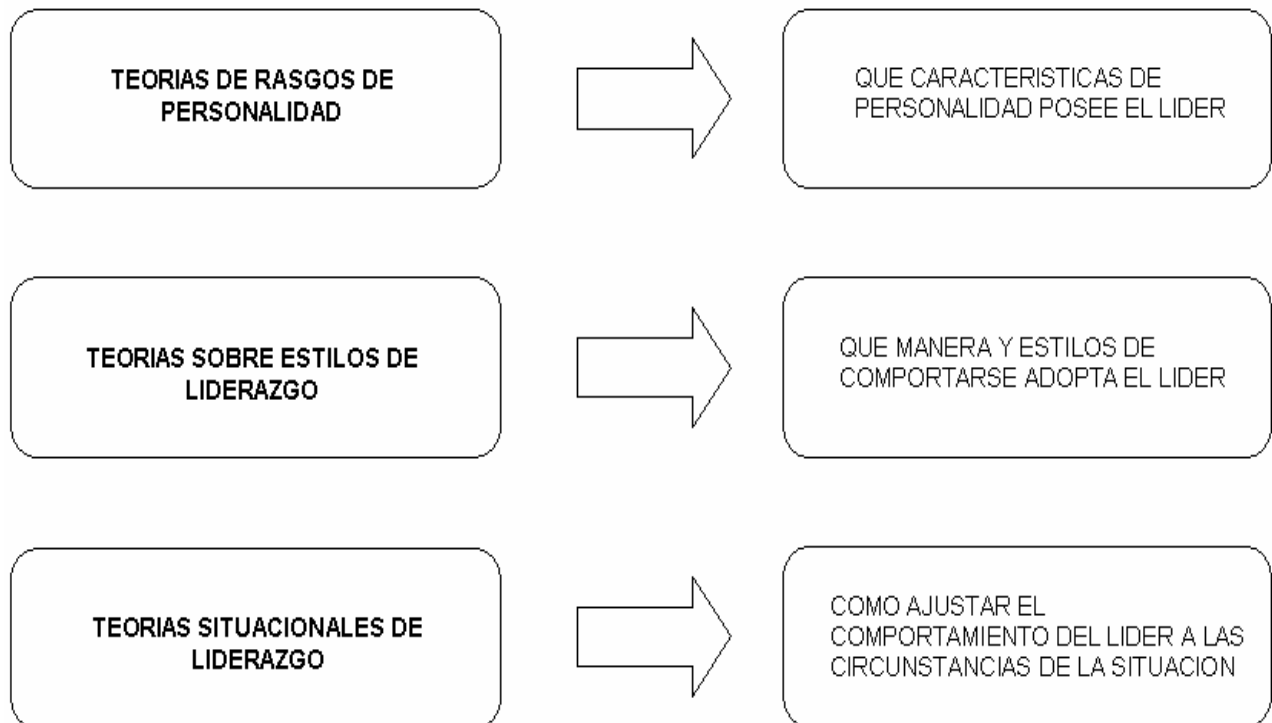 TEORIAS DE RASGOS DE
PERSONALIDAD
QUE CARACTERISTICAS DE
PERSONALIDAD POSEE EL LIDER
TEORIAS SOBRE ESTILOS DE
LIDERAZGO
QUE MANERA Y ESTILOS DE
COMPORTARSE ADOPTA EL LIDER
TEORIAS SITUACIONALES DE
LIDERAZGO
COMO AJUSTAR EL
COMPORTAMIENTO DEL LIDER A LAS
CIRCUNSTANCIAS DE LA SITUACION